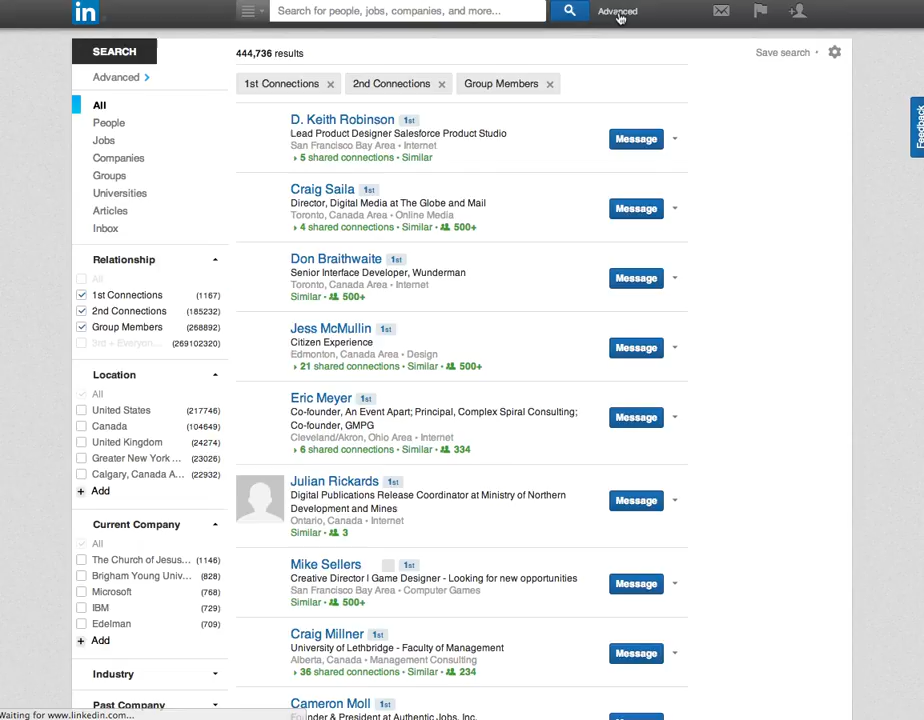 in
Search for people, jobs, companies, and more...
Advanced
SEARCH
Advanced
All
People
Jobs
Companies
Groups
Universities
Articles
Inbox
Relationship
All
1st Connections (1167)
2nd Connections (185232)
Group Members (268892)
3rd + Everyon... (269102320)
Location
All
United States (217746)
Canada (104649)
United Kingdom (24274)
Greater New York ... (23026)
Calgary, Canada A... (22932)
+ Add
Current Company
All
The Church of Jesus... (1146)
Brigham Young Univ... (828)
Microsoft (768)
IBM (729)
Edelman (709)
+ Add
Industry
Past Company
Waiting for www.linkedin.com...
444,736 results
Save search
1st Connections
2nd Connections
Group Members
D. Keith Robinson 1st
Lead Product Designer Salesforce Product Studio
San Francisco Bay Area • Internet
5 shared connections • Similar
Message
Craig Saila 1st
Director, Digital Media at The Globe and Mail
Toronto, Canada Area • Online Media
4 shared connections • Similar • 500+
Message
Don Braithwaite 1st
Senior Interface Developer, Wunderman
Toronto, Canada Area • Internet
Similar • 500+
Message
Jess McMullin 1st
Citizen Experience
Edmonton, Canada Area • Design
21 shared connections • Similar • 500+
Message
Eric Meyer 1st
Co-founder, An Event Apart; Principal, Complex Spiral Consulting;
Co-founder, GMPG
Cleveland/Akron, Ohio Area • Internet
6 shared connections • Similar • 334
Message
Julian Rickards 1st
Digital Publications Release Coordinator at Ministry of Northern
Development and Mines
Ontario, Canada • Internet
Similar • 3
Message
Mike Sellers 1st
Creative Director | Game Designer - Looking for new opportunities
San Francisco Bay Area • Computer Games
Similar • 500+
Message
Craig Millner 1st
University of Lethbridge - Faculty of Management
Alberta, Canada • Management Consulting
36 shared connections • Similar • 234
Message
Cameron Moll 1st
Founder & President at Authentic Jobs, Inc.
Feedback